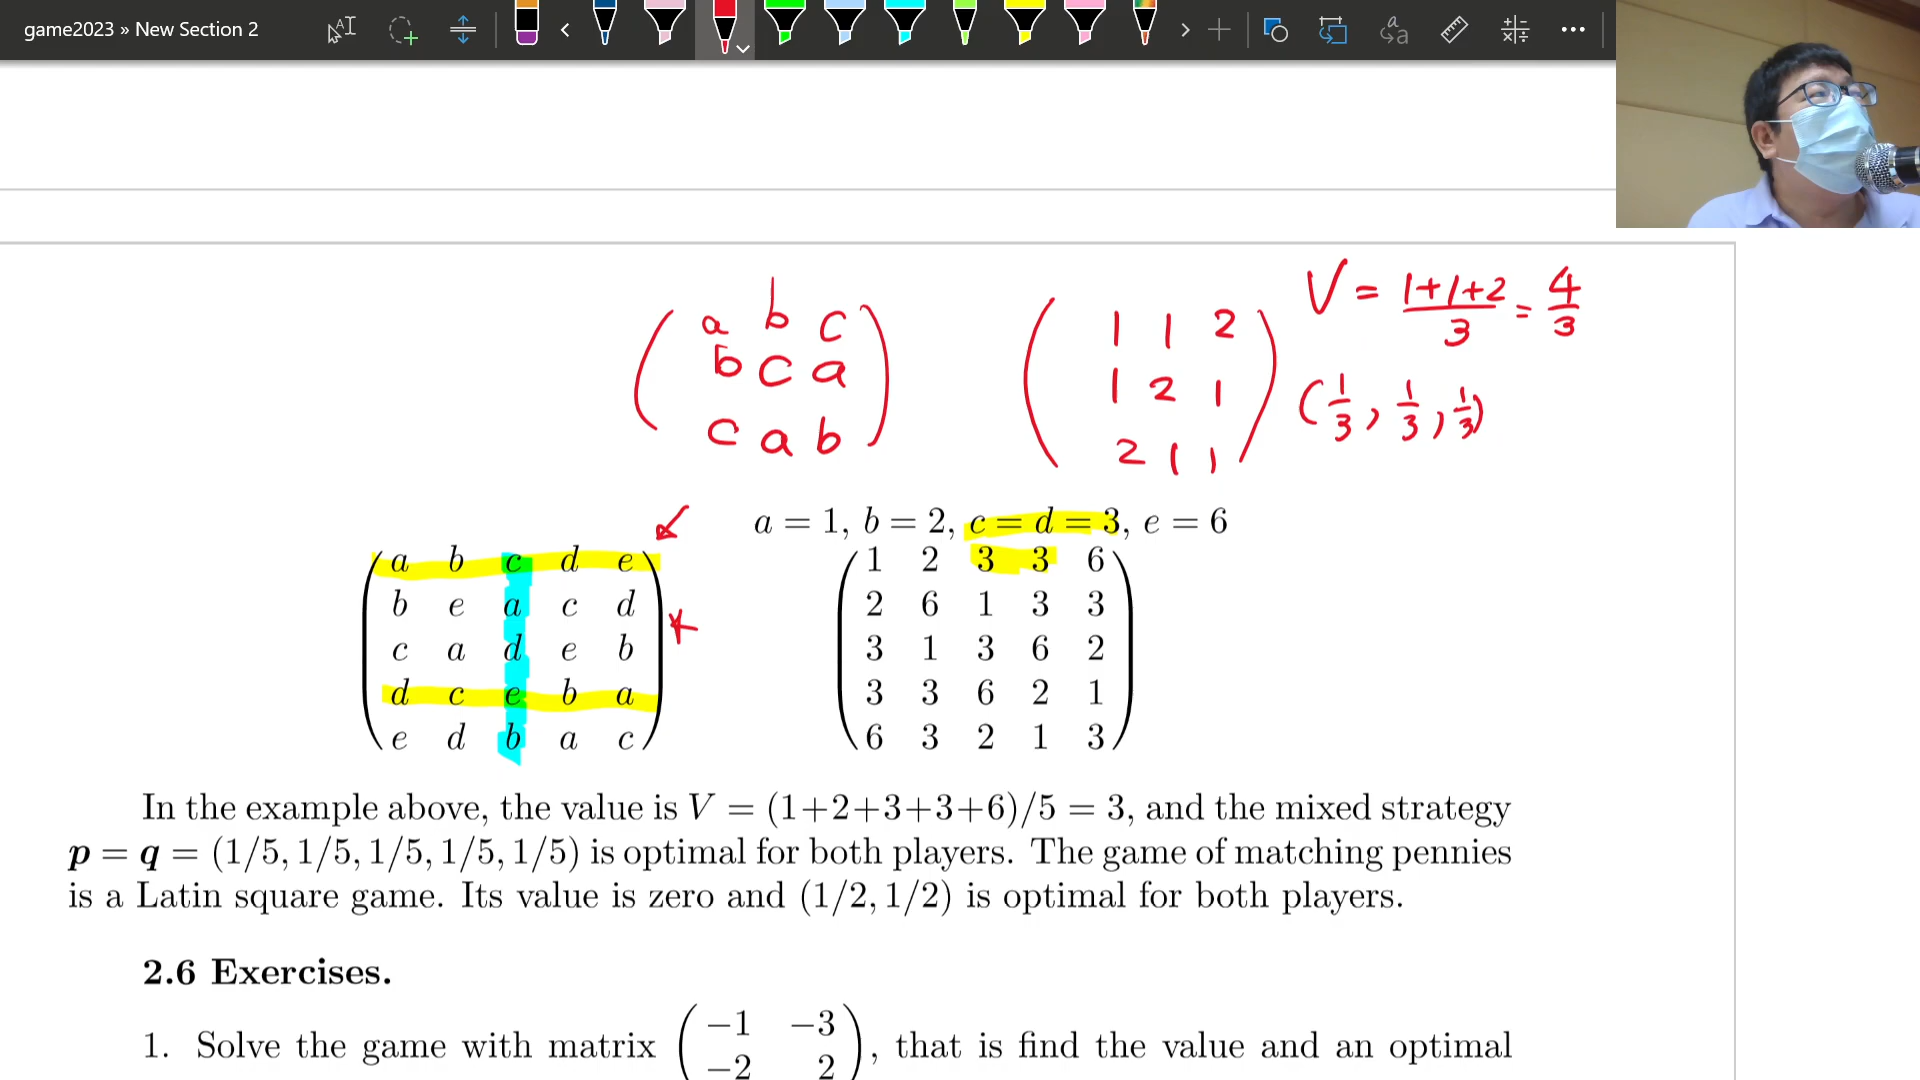 game2023 » New Section 2
a b c
b c a
c a b
1 1 2
1 2 1
2 1 1
V = 1+1+2/3 = 4/3
(1/3, 1/3, 1/3)
a = 1, b = 2, c = d = 3, e = 6
a b c d e
b e a c d
c a d e b
d c e b a
e d b a c
1 2 3 3 6
2 6 1 3 3
3 1 3 6 2
3 3 6 2 1
6 3 2 1 3
In the example above, the value is V = (1+2+3+3+6)/5 = 3, and the mixed strategy
p = q = (1/5, 1/5, 1/5, 1/5, 1/5) is optimal for both players. The game of matching pennies
is a Latin square game. Its value is zero and (1/2, 1/2) is optimal for both players.
2.6 Exercises.
1. Solve the game with matrix (−1 −3
−2 2), that is find the value and an optimal